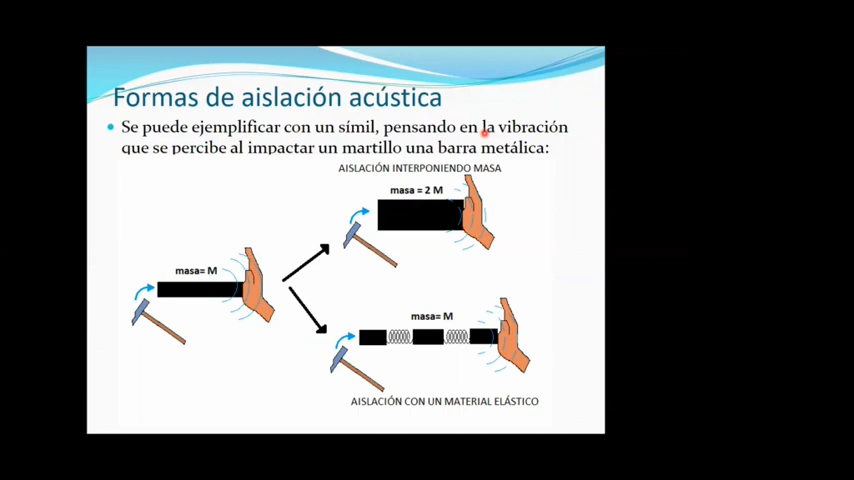 Formas de aislación acústica
Se puede ejemplificar con un símil, pensando en la vibración
que se percibe al impactar un martillo una barra metálica:
AISLACIÓN INTERPONIENDO MASA
masa = 2 M
masa= M
masa= M
AISLACIÓN CON UN MATERIAL ELÁSTICO